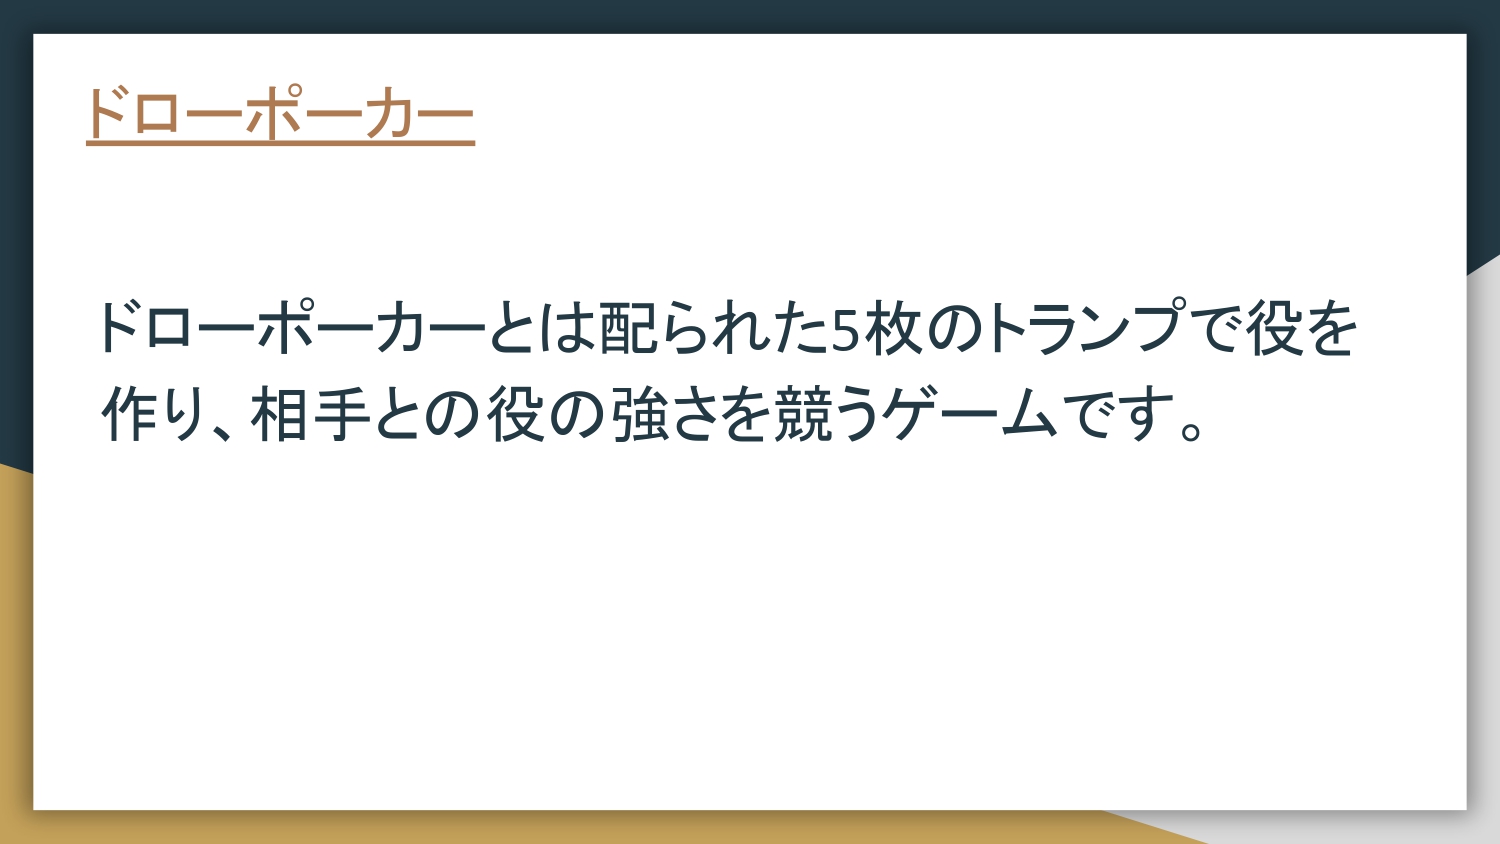 ドローポーカー
ドローポーカーとは配られた5枚のトランプで役を
作り、相手との役の強さを競うゲームです。